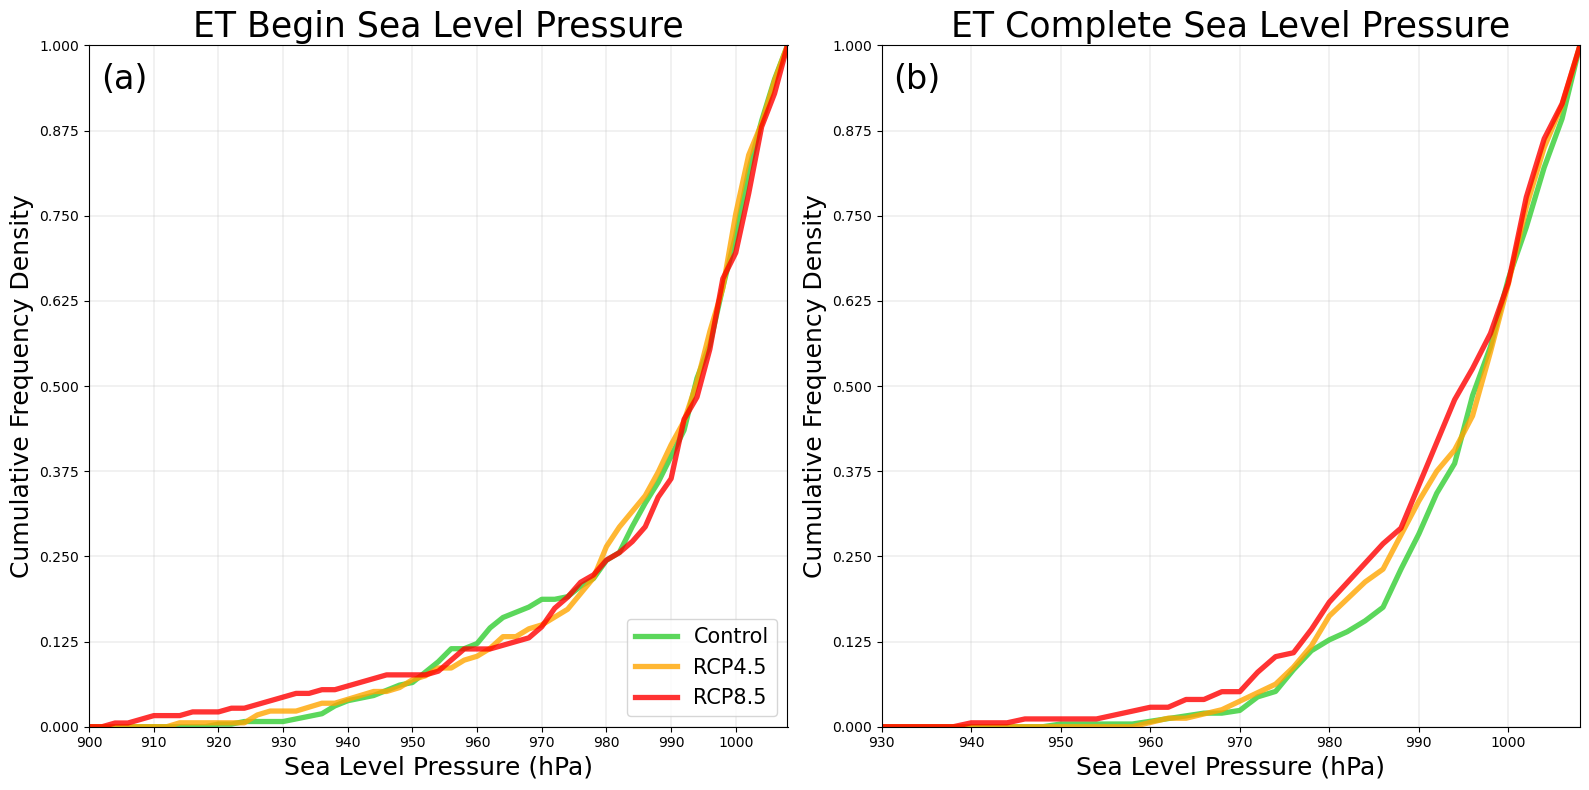 ET Begin Sea Level Pressure
(a)
Cumulative Frequency Density
1.000
0.875
0.750
0.625
0.500
0.375
0.250
0.125
0.000
900 910 920 930 940 950 960 970 980 990 1000
Sea Level Pressure (hPa)
Control
RCP4.5
RCP8.5
ET Complete Sea Level Pressure
(b)
Cumulative Frequency Density
1.000
0.875
0.750
0.625
0.500
0.375
0.250
0.125
0.000
930 940 950 960 970 980 990 1000
Sea Level Pressure (hPa)